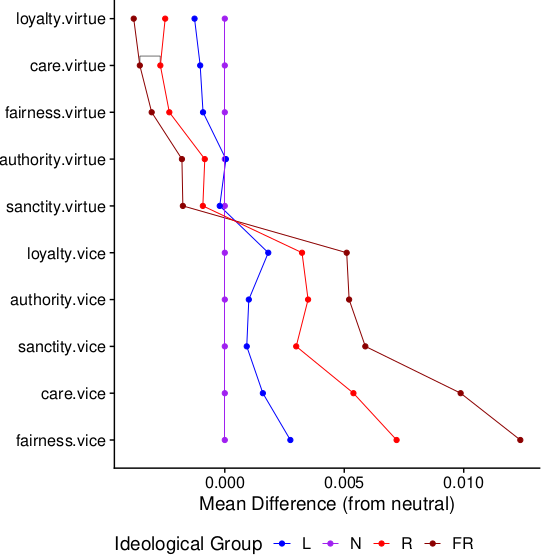 loyalty.virtue
care.virtue
fairness.virtue
authority.virtue
sanctity.virtue
loyalty.vice
authority.vice
sanctity.vice
care.vice
fairness.vice
0.000 0.005 0.010
Mean Difference (from neutral)
Ideological Group L N R FR